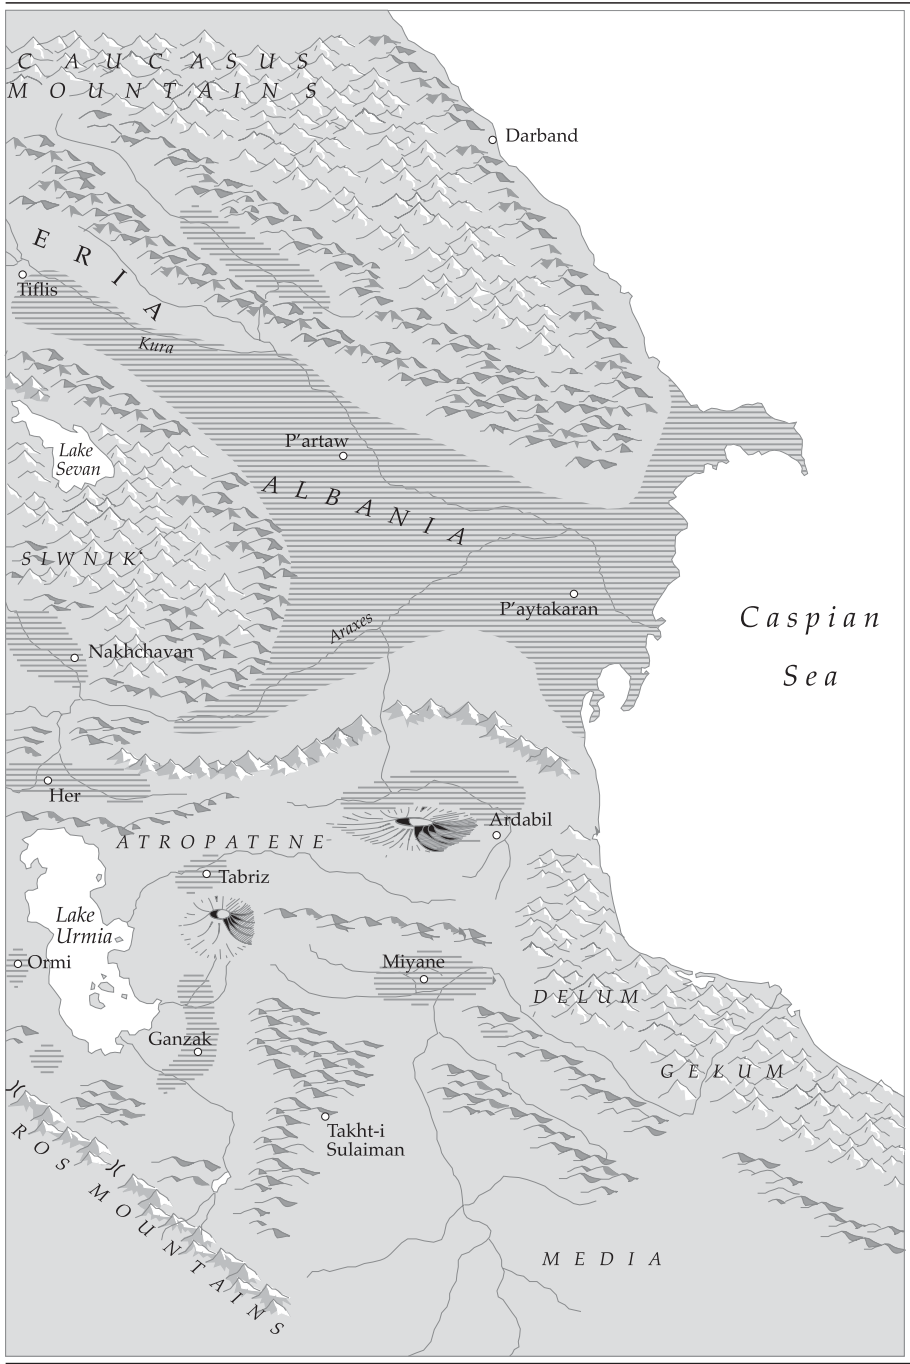 CAUCASUS
MOUNTAINS
Darband
ERIA
Tiflis
Kura
P'artaw
Lake
Sevan
ALBANIA
SIWNIK'
P'aytakaran
Araxes
Caspian
Sea
Nakhchavan
Her
Ardabil
ATROPATENE
Tabriz
Lake
Urmia
Ormi
Miyane
DELUM
Ganzak
GEŁUM
Takht-i
Sulaiman
ROS MOUNTAINS
MEDIA